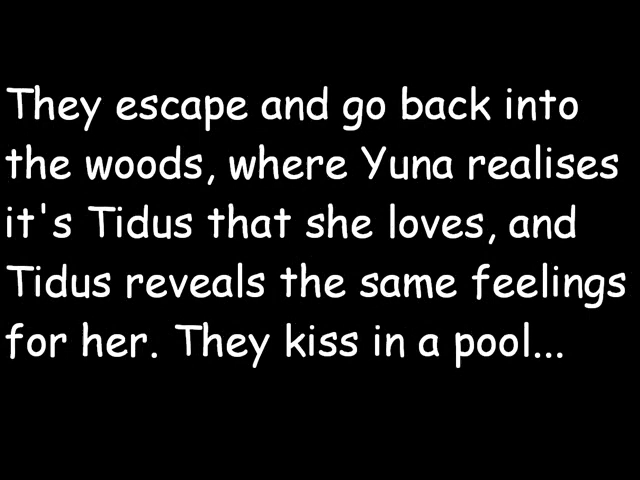 They escape and go back into
the woods, where Yuna realises
it's Tidus that she loves, and
Tidus reveals the same feelings
for her. They kiss in a pool...